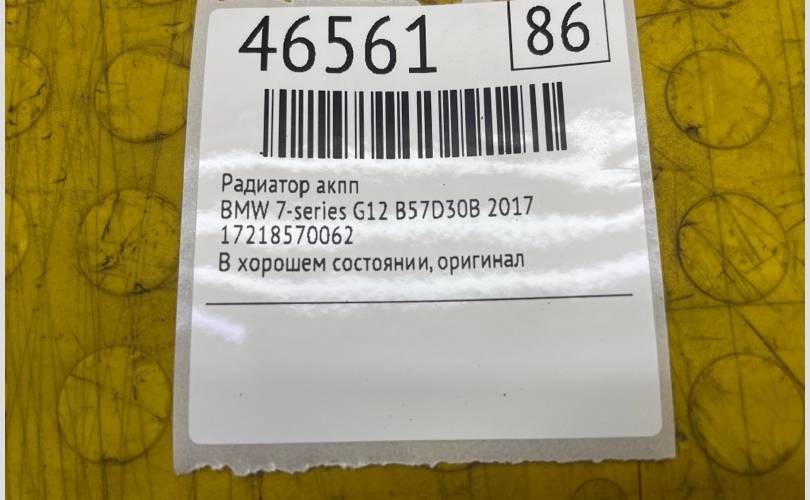 46561
86
Радиатор акпп
BMW 7-series G12 B57D30B 2017
17218570062
В хорошем состоянии, оригинал